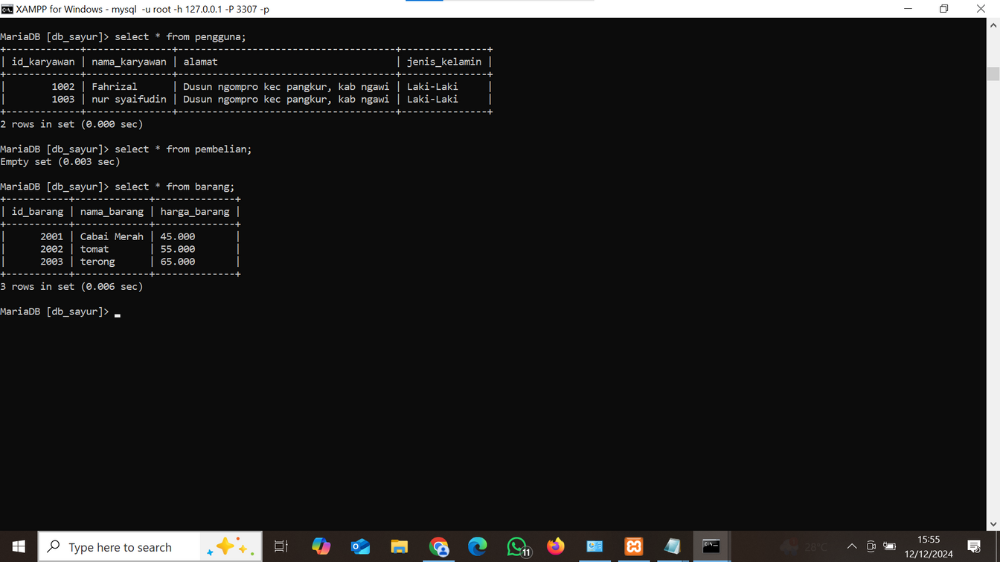 XAMPP for Windows - mysql  -u root -h 127.0.0.1 -P 3307 -p
MariaDB [db_sayur]> select * from pengguna;
+-------------+---------------+--------------------------------------+---------------+
| id_karyawan | nama_karyawan | alamat                               | jenis_kelamin |
+-------------+---------------+--------------------------------------+---------------+
|        1002 | Fahrizal      | Dusun ngompro kec pangkur, kab ngawi | Laki-Laki     |
|        1003 | nur syaifudin | Dusun ngompro kec pangkur, kab ngawi | Laki-Laki     |
+-------------+---------------+--------------------------------------+---------------+
2 rows in set (0.000 sec)
MariaDB [db_sayur]> select * from pembelian;
Empty set (0.003 sec)
MariaDB [db_sayur]> select * from barang;
+-----------+-------------+--------------+
| id_barang | nama_barang | harga_barang |
+-----------+-------------+--------------+
|      2001 | Cabai Merah | 45.000       |
|      2002 | tomat       | 55.000       |
|      2003 | terong      | 65.000       |
+-----------+-------------+--------------+
3 rows in set (0.006 sec)
MariaDB [db_sayur]>
Type here to search
11
28°C
15:55
12/12/2024